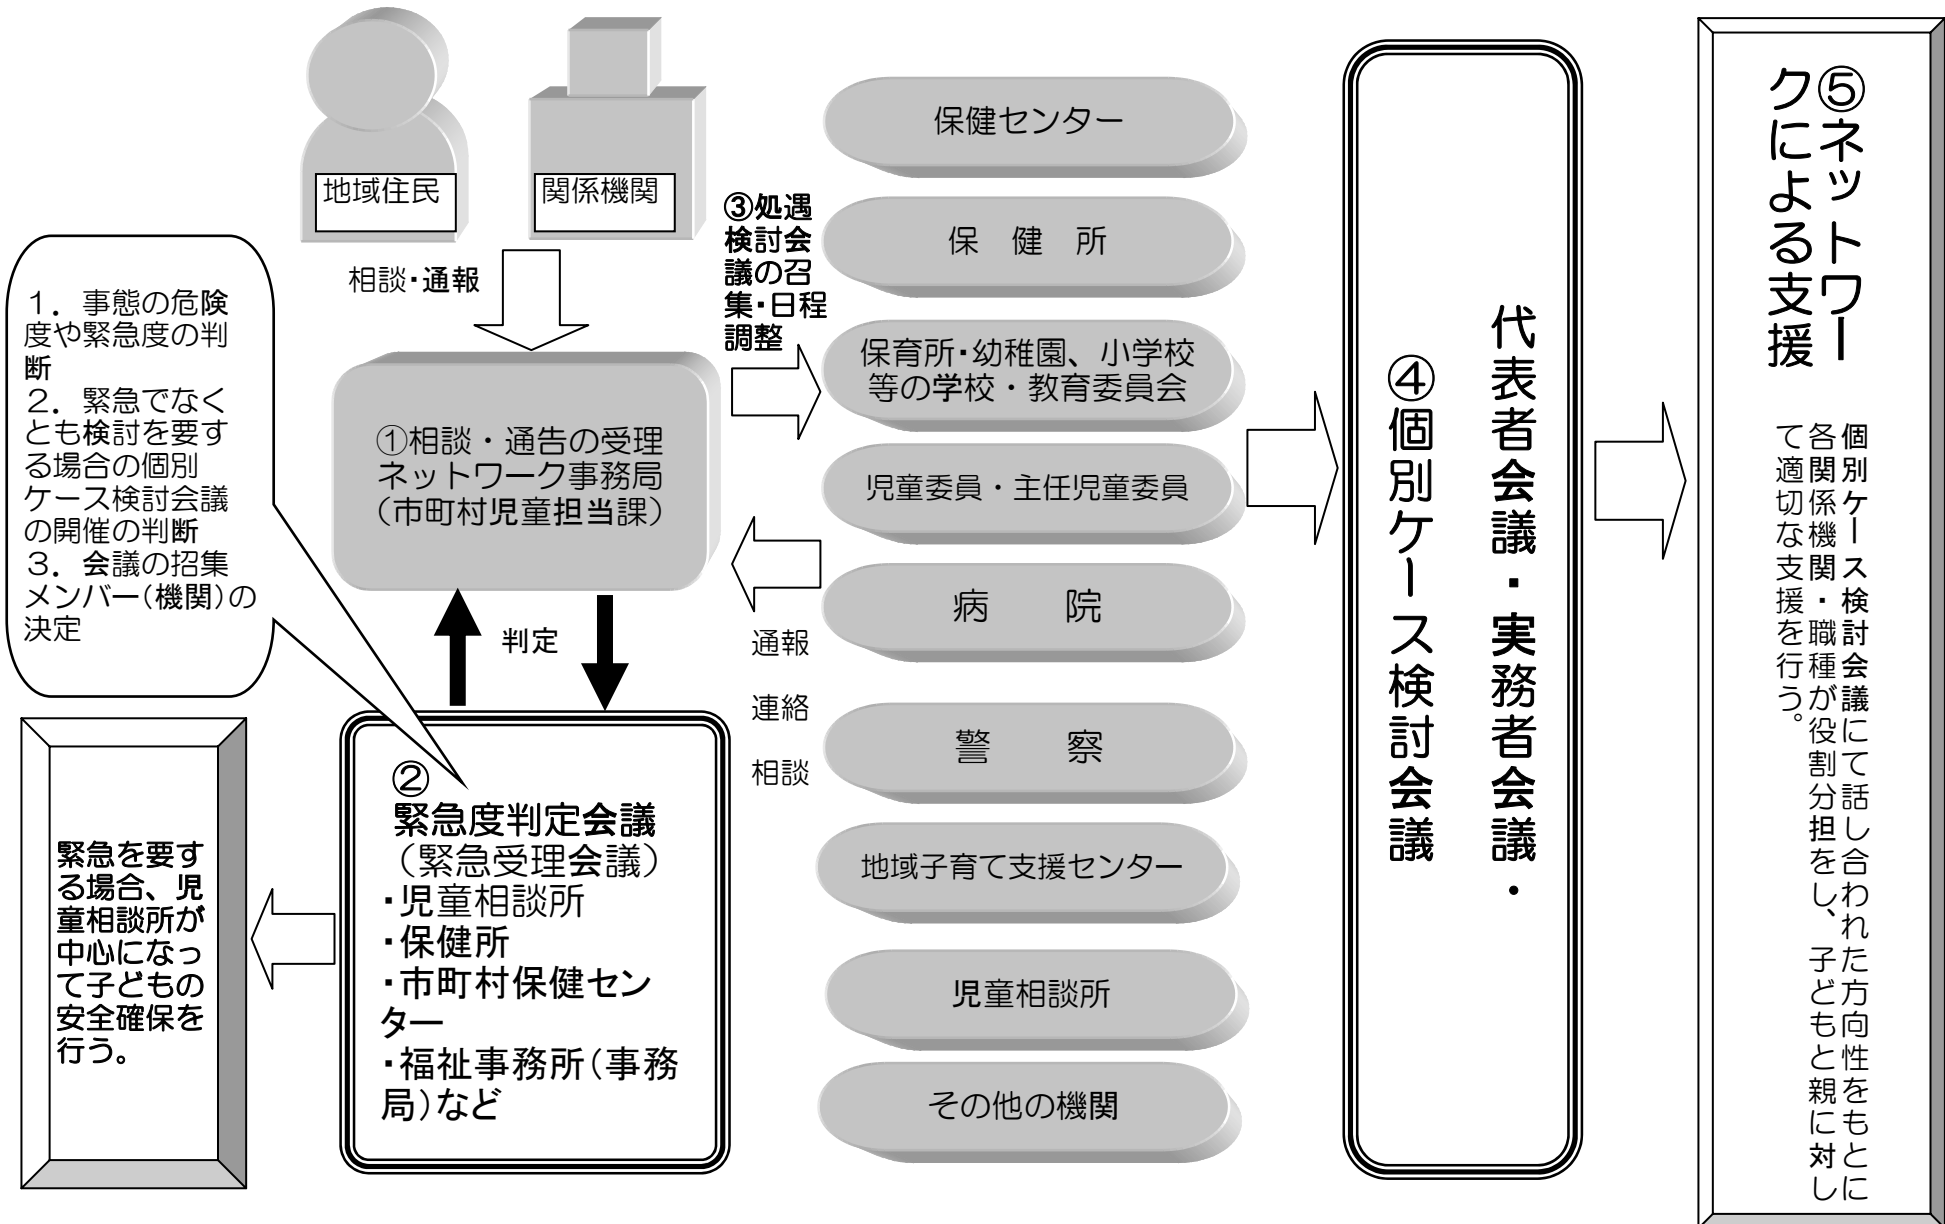 地域住民
関係機関
相談・通報
1．事態の危険
度や緊急度の判
断
2．緊急でなく
とも検討を要す
る場合の個別
ケース検討会議
の開催の判断
3．会議の招集
メンバー(機関)の
決定
①相談・通告の受理
ネットワーク事務局
(市町村児童担当課)
判定
②
緊急度判定会議
(緊急受理会議)
・児童相談所
・保健所
・市町村保健セン
ター
・福祉事務所(事務
局)など
緊急を要す
る場合、児
童相談所が
中心になっ
て子どもの
安全確保を
行う。
③処遇
検討会
議の召
集・日程
調整
通報
連絡
相談
保健センター
保　健　所
保育所・幼稚園、小学校
等の学校・教育委員会
児童委員・主任児童委員
病　　院
警　　察
地域子育て支援センター
児童相談所
その他の機関
代表者会議・実務者会議・
④個別ケース検討会議
⑤ネットワー
クによる支援
個別ケース検討会議にて話し合われた方向性をもとに
各関係機関・職種が役割分担をし、子どもと親に対し
て適切な支援を行う。